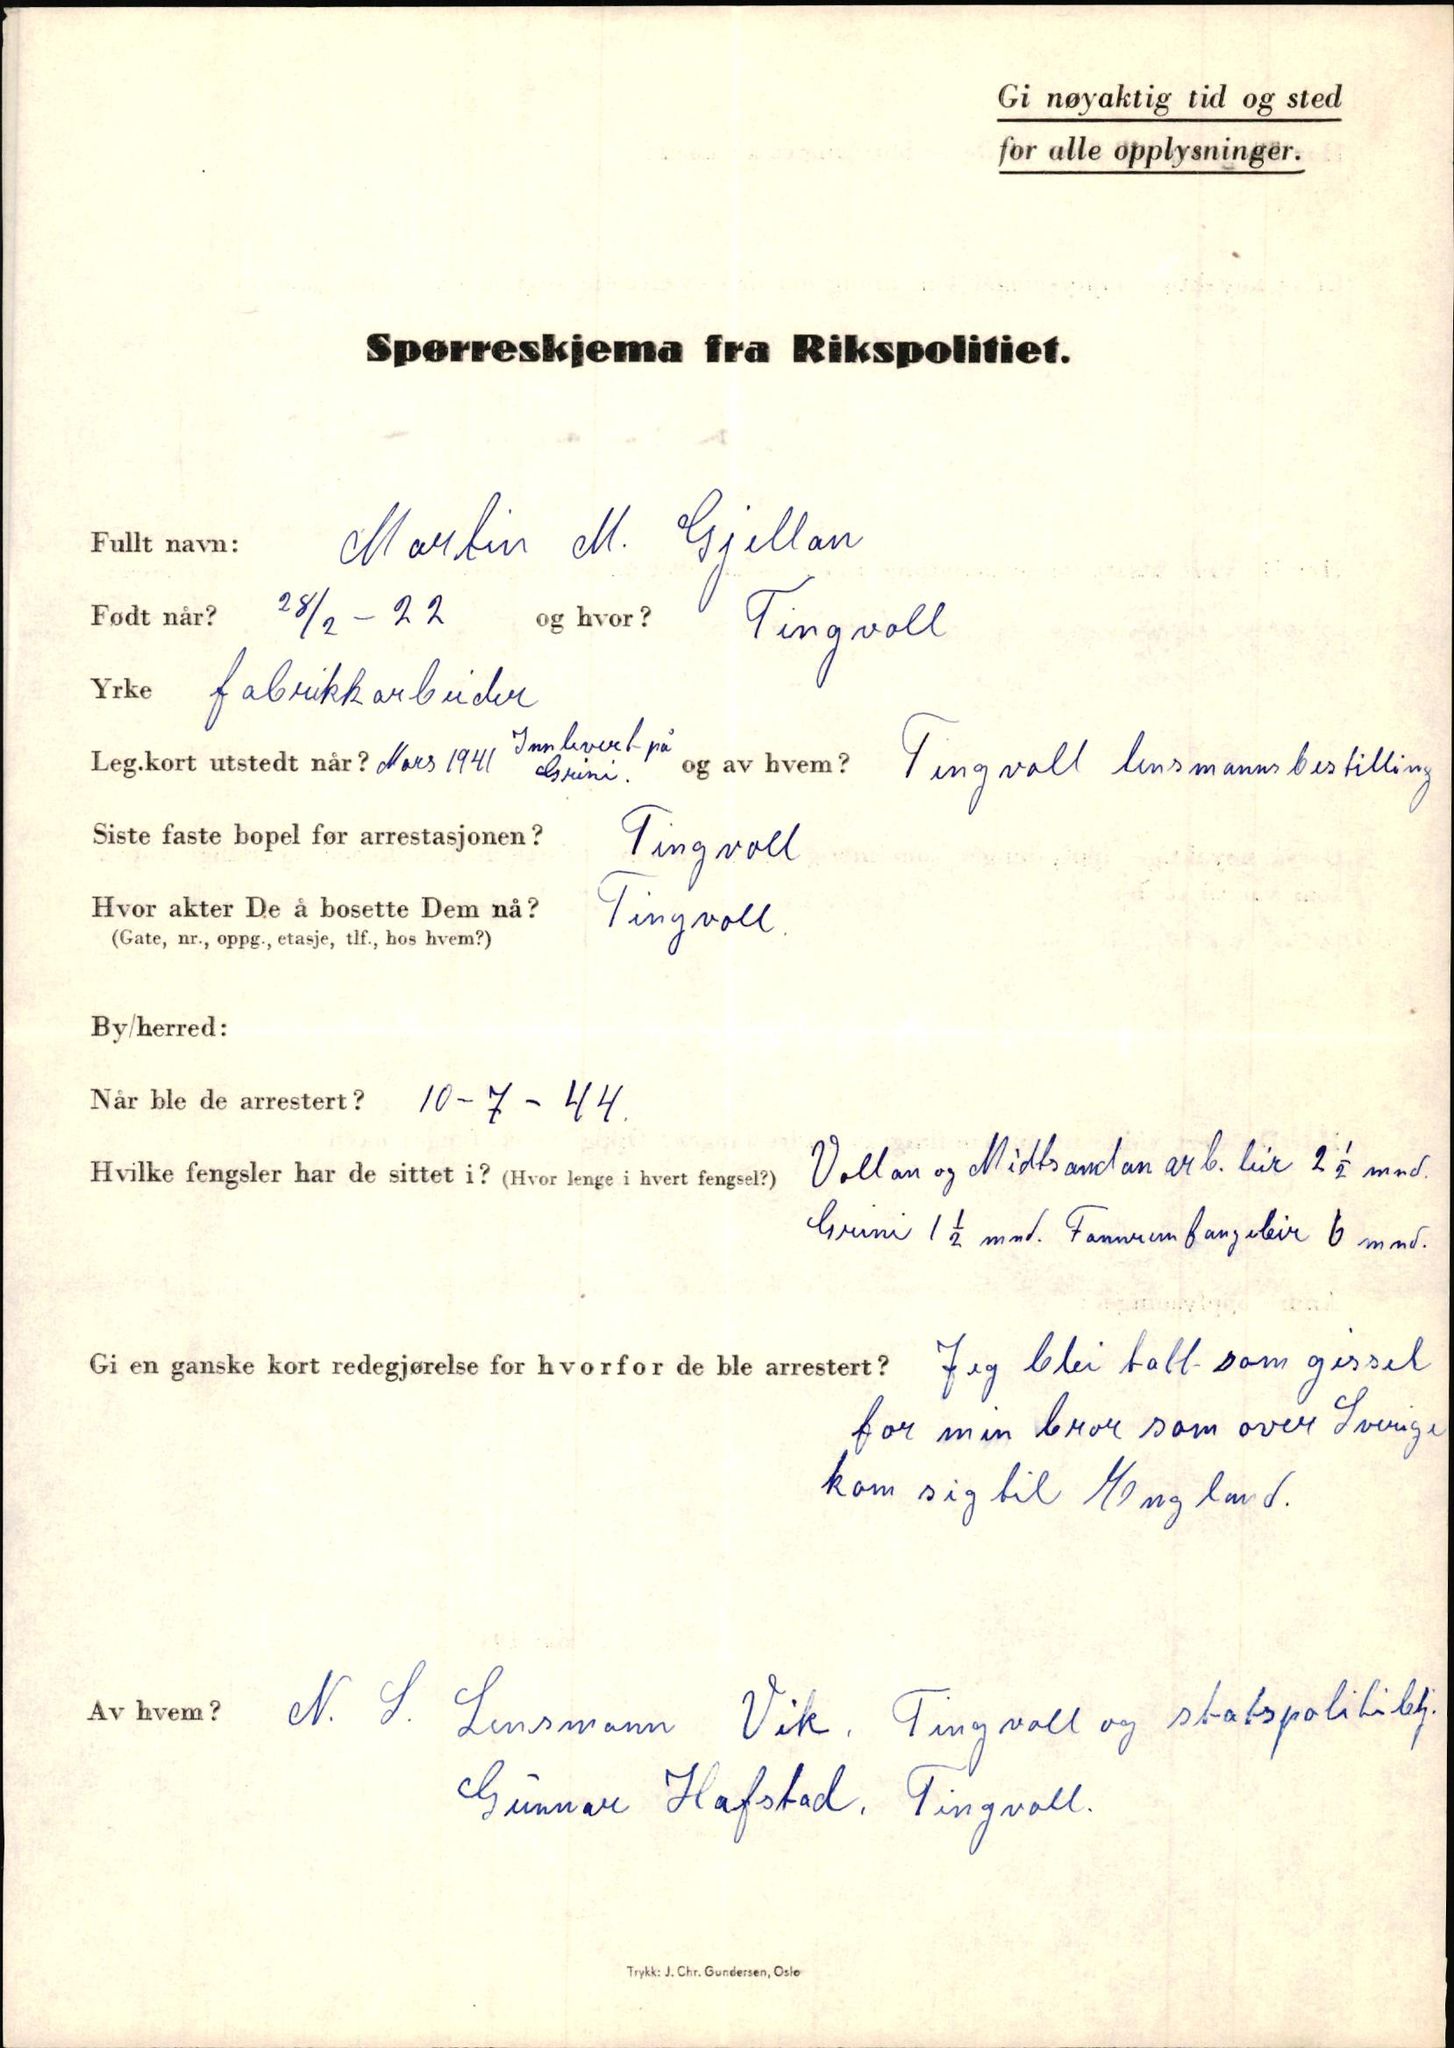 Gi nøyaktig tid og sted
for alle opplysninger.
Spørreskjema fra Rikspolitiet.
Fullt navn: Martin M. Gjellan
Født når? 28/2 - 22 og hvor? Tingvoll
Yrke fabrikkarbeider
Leg.kort utstedt når? Mars 1941 Innlevert på Grini. og av hvem? Tingvoll lensmannsbestilling
Siste faste bopel før arrestasjonen? Tingvoll
Hvor akter De å bosette Dem nå? Tingvoll.
(Gate, nr., oppg., etasje, tlf., hos hvem?)
By/herred:
Når ble de arrestert? 10 - 7 - 44.
Hvilke fengsler har de sittet i? (Hvor lenge i hvert fengsel?) Vollan og Midtsandan arb. leir 2 1/2 mnd.
Grini 1 1/2 mnd. Fannrem fangeleir 6 mnd.
Gi en ganske kort redegjørelse for hvorfor de ble arrestert? Jeg blei tatt som gissel
for min bror som over Sverige
kom sig til England.
Av hvem? N. S. Lensmann Vik, Tingvoll og statspolitibtj.
Gunnar Hafstad, Tingvoll.
Trykk: J. Chr. Gundersen, Oslo